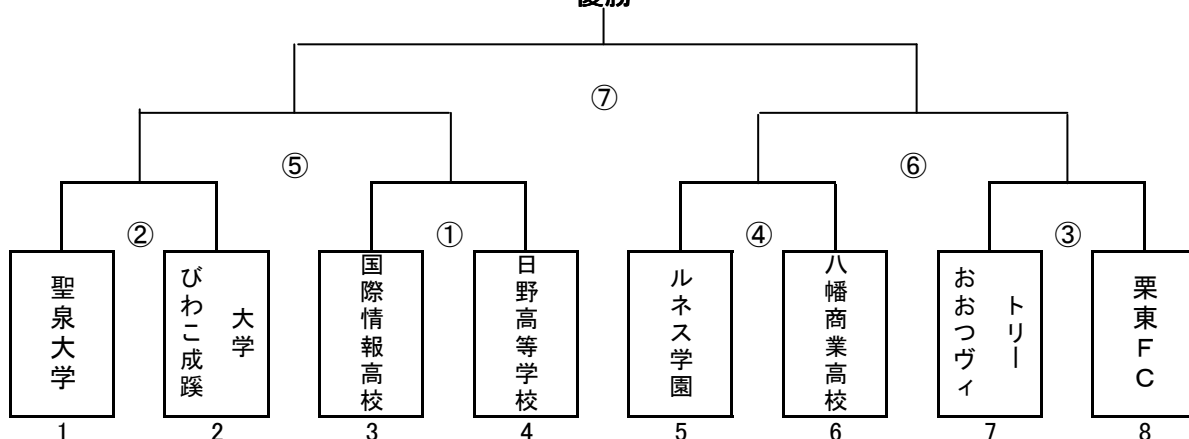 優勝
⑦
⑤
⑥
②
①
④
③
聖泉大学
びわこ成蹊
大学
国際情報高校
日野高等学校
ルネス学園
八幡商業高校
おおつヴィ
トリー
栗東FC
1
2
3
4
5
6
7
8